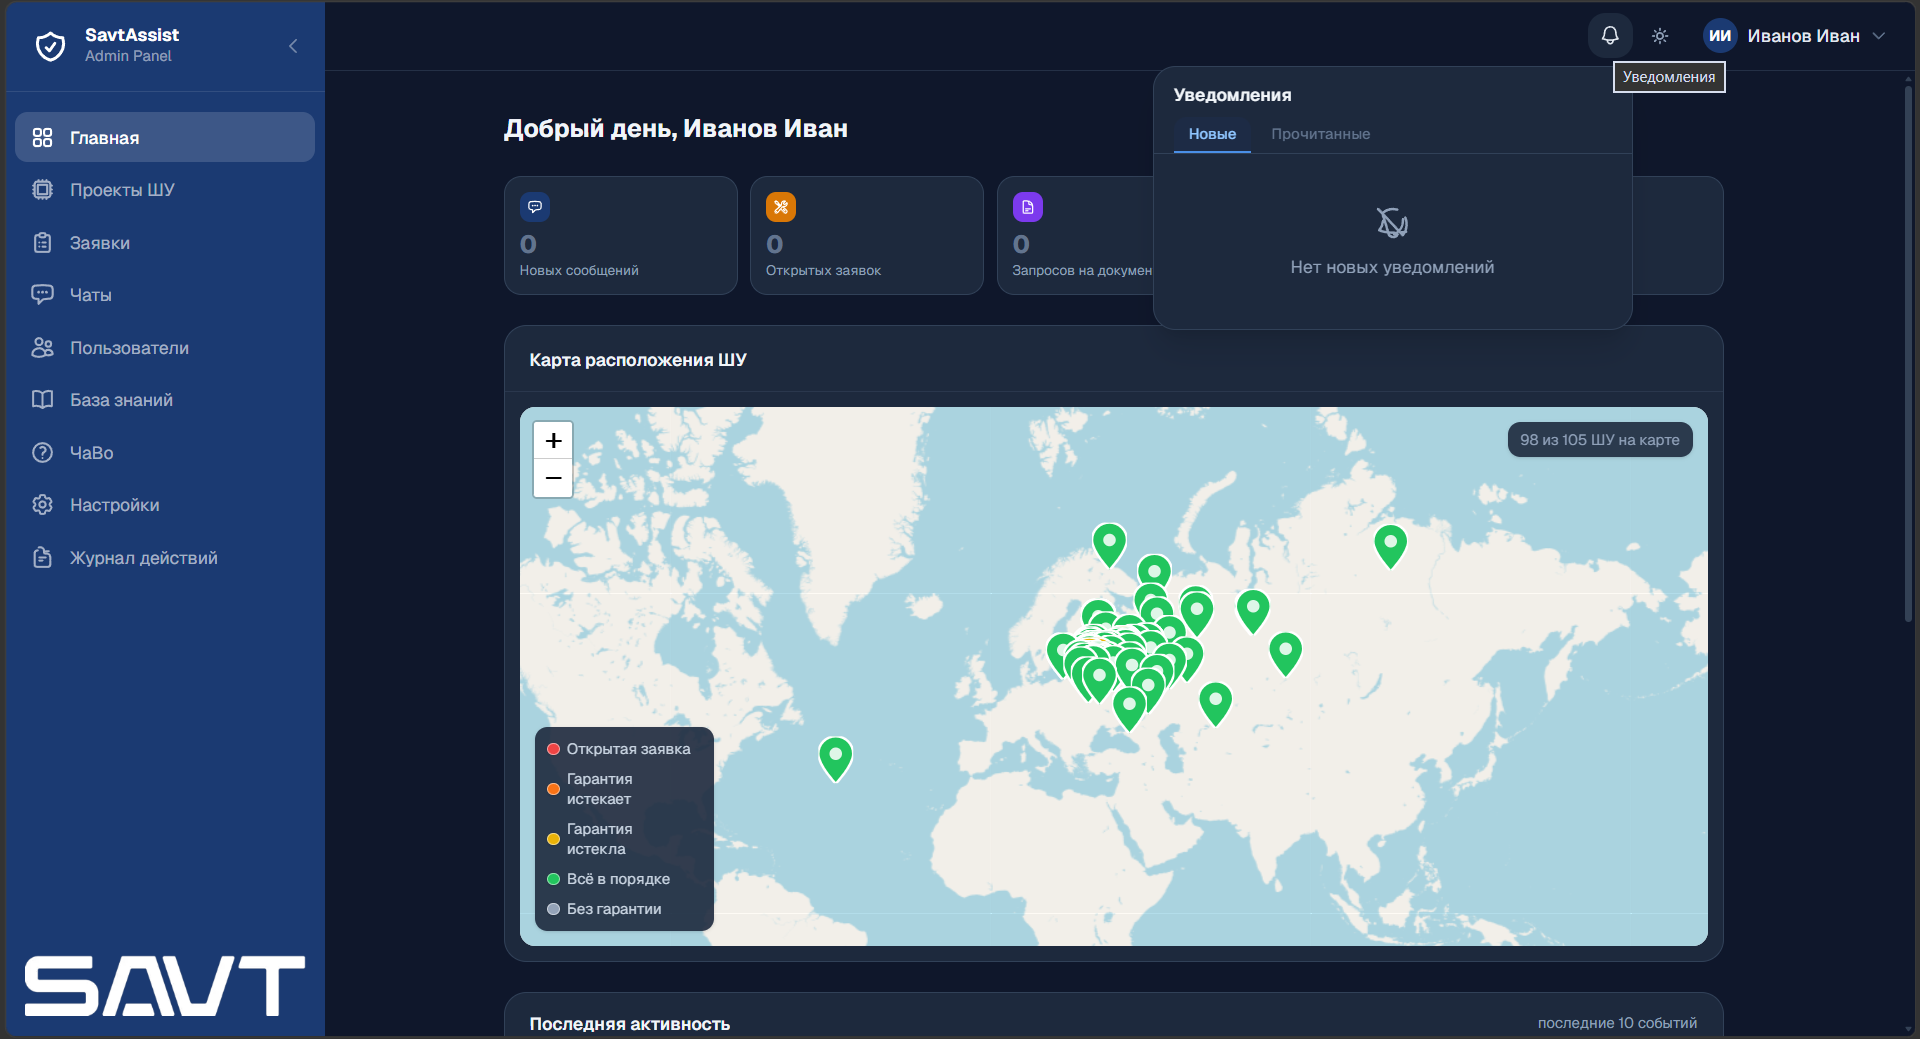 SavtAssist
Admin Panel
Главная
Проекты ШУ
Заявки
Чаты
Пользователи
База знаний
ЧаВо
Настройки
Журнал действий
SAVT
ИИ Иванов Иван
Уведомления
Добрый день, Иванов Иван
0
Новых сообщений
0
Открытых заявок
0
Запросов на докумен
Уведомления
Новые Прочитанные
Нет новых уведомлений
Карта расположения ШУ
+
−
98 из 105 ШУ на карте
Открытая заявка
Гарантия
истекает
Гарантия
истекла
Всё в порядке
Без гарантии
Последняя активность
последние 10 событий